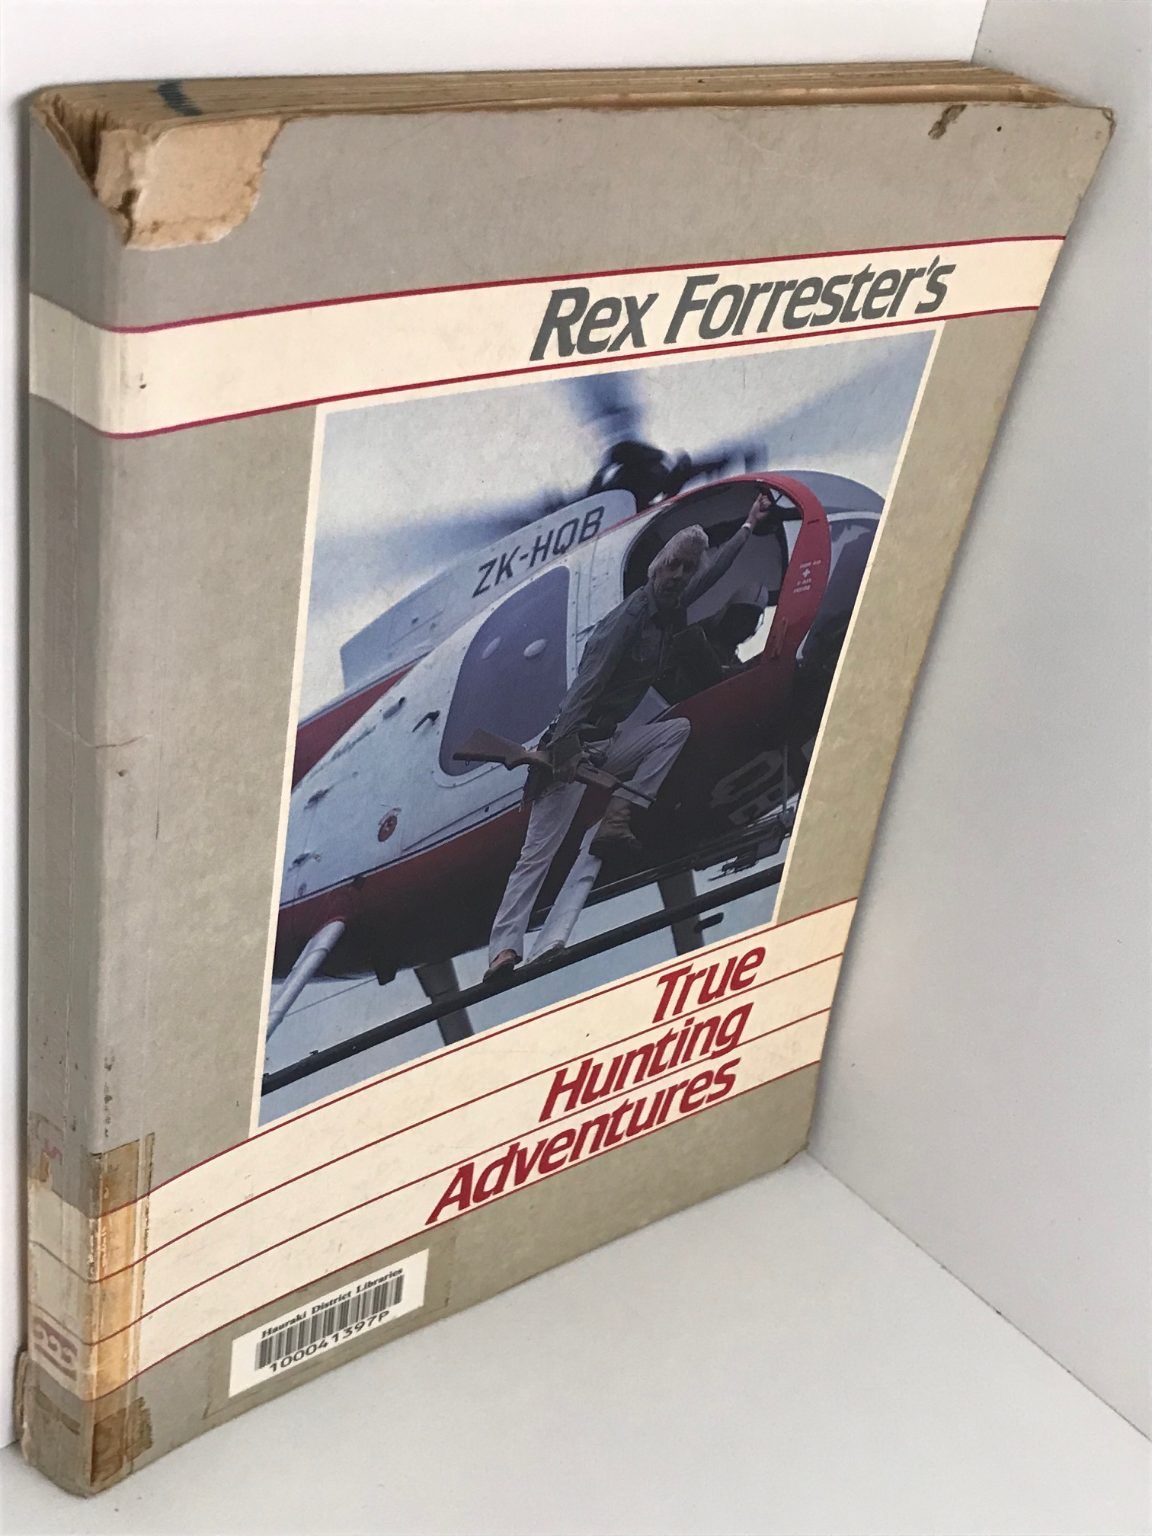 Rex Forrester's
ZK-HQB
True
Hunting
Adventures
Hauraki District Libraries
100041397P